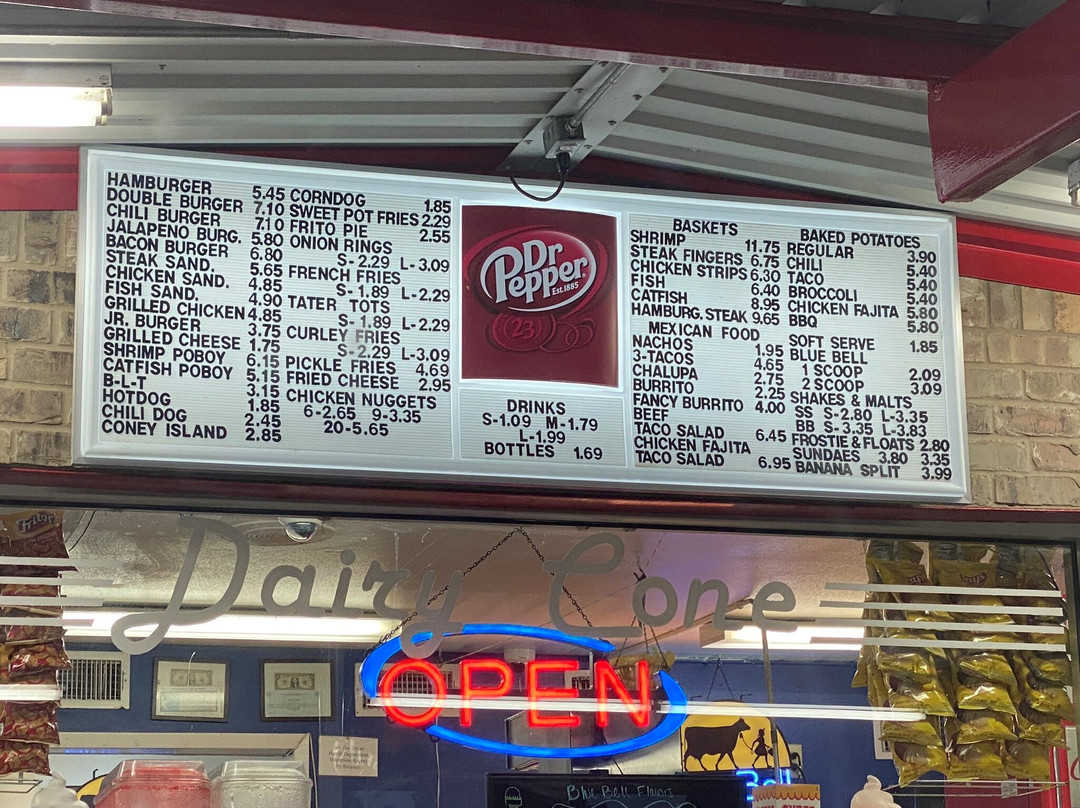 HAMBURGER 5.45
DOUBLE BURGER 7.10
CHILI BURGER 7.10
JALAPENO BURG. 5.80
BACON BURGER 6.80
STEAK SAND. 5.65
CHICKEN SAND. 4.85
FISH SAND. 4.90
GRILLED CHICKEN 4.85
JR. BURGER 3.75
GRILLED CHEESE 1.75
SHRIMP POBOY 6.15
CATFISH POBOY 6.15
B-L-T 3.15
HOTDOG 1.85
CHILI DOG 2.45
CONEY ISLAND 2.85
CORNDOG 1.85
SWEET POT FRIES 2.29
FRITO PIE 2.55
ONION RINGS
S-2.29 L-3.09
FRENCH FRIES
S-1.89 L-2.29
TATER TOTS
S-1.89 L-2.29
CURLEY FRIES
S-2.29 L-3.09
PICKLE FRIES 4.69
FRIED CHEESE 2.95
CHICKEN NUGGETS
6-2.65 9-3.35
20-5.65
Dr Pepper
Est. 1885
23
DRINKS
S-1.09 M-1.79
L-1.99
BOTTLES 1.69
BASKETS
SHRIMP 11.75
STEAK FINGERS 6.75
CHICKEN STRIPS 6.30
FISH 6.40
CATFISH 8.95
HAMBURG. STEAK 9.65
MEXICAN FOOD
NACHOS 1.95
3-TACOS 4.65
CHALUPA 2.75
BURRITO 2.25
FANCY BURRITO 4.00
BEEF
TACO SALAD 6.45
CHICKEN FAJITA
TACO SALAD 6.95
BAKED POTATOES
REGULAR 3.90
CHILI 5.40
TACO 5.40
BROCCOLI 5.40
CHICKEN FAJITA 5.80
BBQ 5.80
SOFT SERVE 1.85
BLUE BELL
1 SCOOP 2.09
2 SCOOP 3.09
SHAKES & MALTS
SS S-2.80 L-3.35
BB S-3.35 L-3.83
FROSTIE & FLOATS 2.80
SUNDAES 3.80 3.35
BANANA SPLIT 3.99
Dairy Cone
Fritos
OPEN
Bell
Blue Bell Flavors